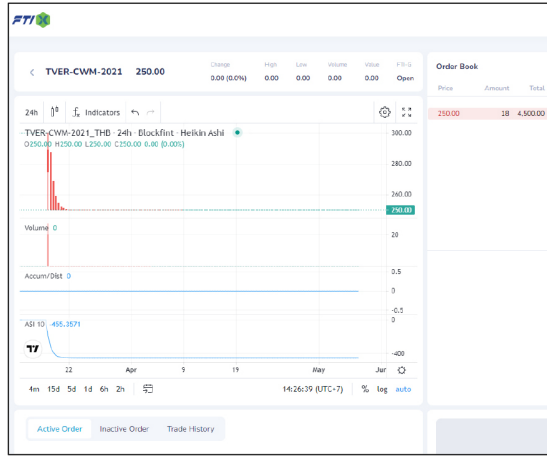 FTIX
TVER-CWM-2021 250.00
Change High Low Volume Value FTI-S
0.00 (0.0%) 0.00 0.00 0.00 0.00 Open
24h Indicators
TVER-CWM-2021_THB · 24h · Blockfint · Heikin Ashi
O250.00 H250.00 L250.00 C250.00 0.00 (0.00%)
300.00
280.00
260.00
250.00
Volume 0
20
Accum/Dist 0
0.5
0
-0.5
ASI 10 -455.3571
0
-400
22 Apr 9 19 May Jun
4m 15d 5d 1d 6h 2h 14:26:39 (UTC+7) % log auto
Active Order Inactive Order Trade History
Order Book
Price Amount Total
250.00 18 4,500.00